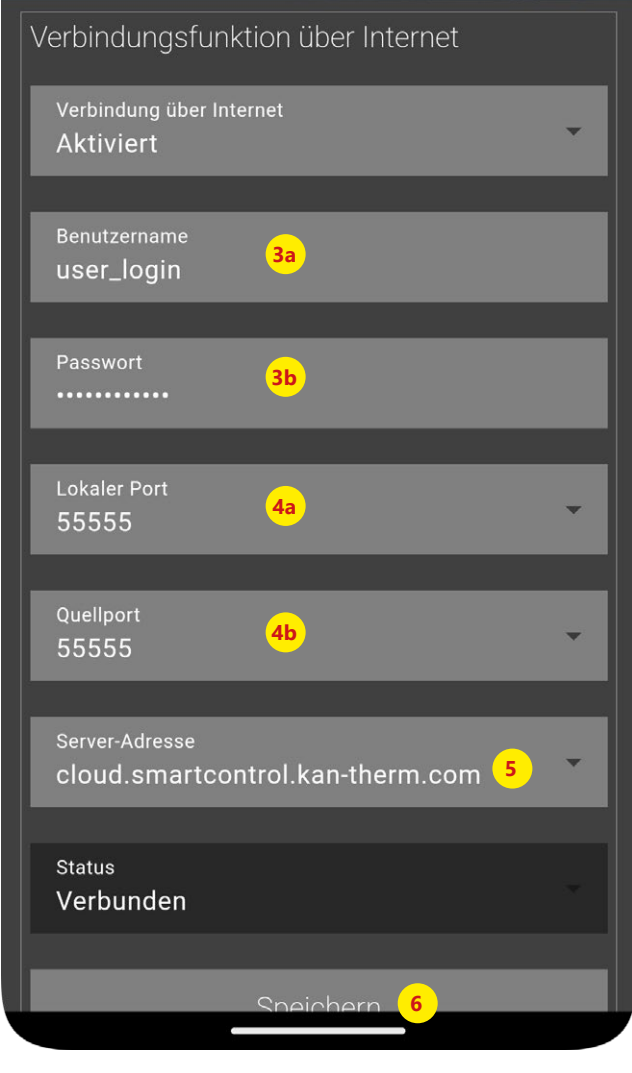 Verbindungsfunktion über Internet
Verbindung über Internet
Aktiviert
Benutzername
user_login
3a
Passwort
••••••••••••
3b
Lokaler Port
55555
4a
Quellport
55555
4b
Server-Adresse
cloud.smartcontrol.kan-therm.com
5
Status
Verbunden
Speichern
6